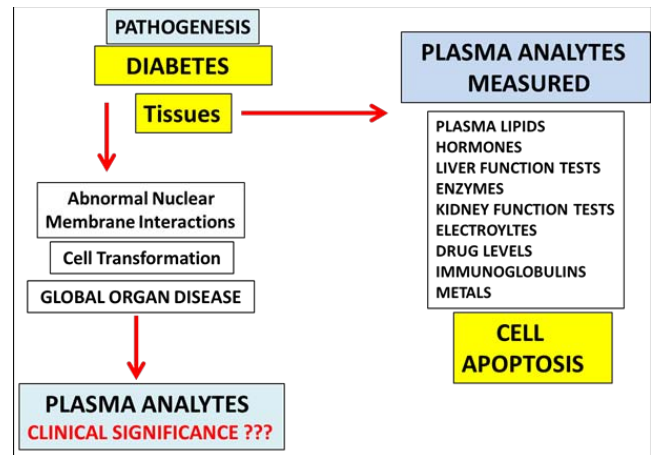 PATHOGENESIS
DIABETES
Tissues
Abnormal Nuclear
Membrane Interactions
Cell Transformation
GLOBAL ORGAN DISEASE
PLASMA ANALYTES
CLINICAL SIGNIFICANCE ???
PLASMA ANALYTES
MEASURED
PLASMA LIPIDS
HORMONES
LIVER FUNCTION TESTS
ENZYMES
KIDNEY FUNCTION TESTS
ELECTROYLTES
DRUG LEVELS
IMMUNOGLOBULINS
METALS
CELL
APOPTOSIS